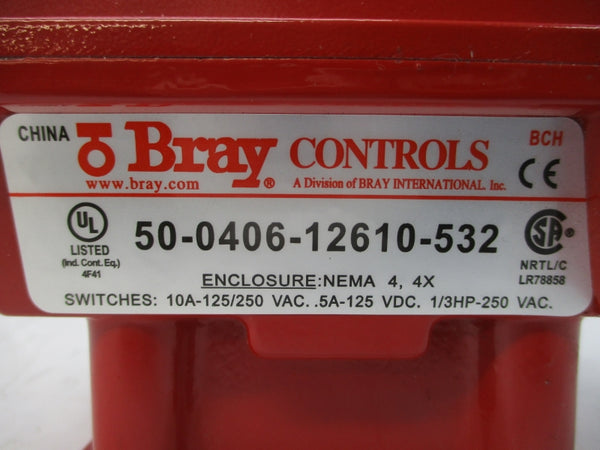 CHINA
Bray CONTROLS
BCH
www.bray.com ® A Division of BRAY INTERNATIONAL, Inc.
CE
UL
LISTED
(Ind. Cont. Eq.)
4F41
50-0406-12610-532
SA
NRTL/C
LR78858
ENCLOSURE:NEMA 4, 4X
SWITCHES: 10A-125/250 VAC. .5A-125 VDC. 1/3HP-250 VAC.